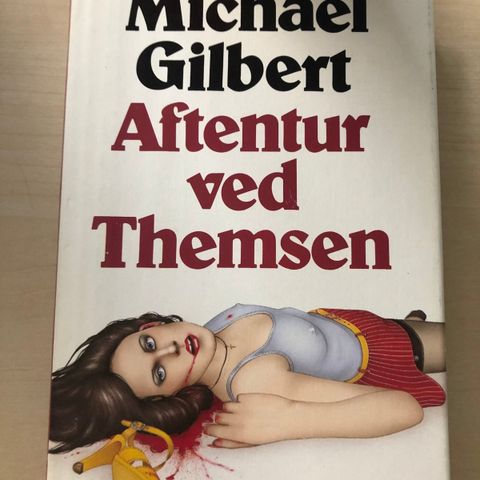 Michael
Gilbert
Aftentur
ved
Themsen